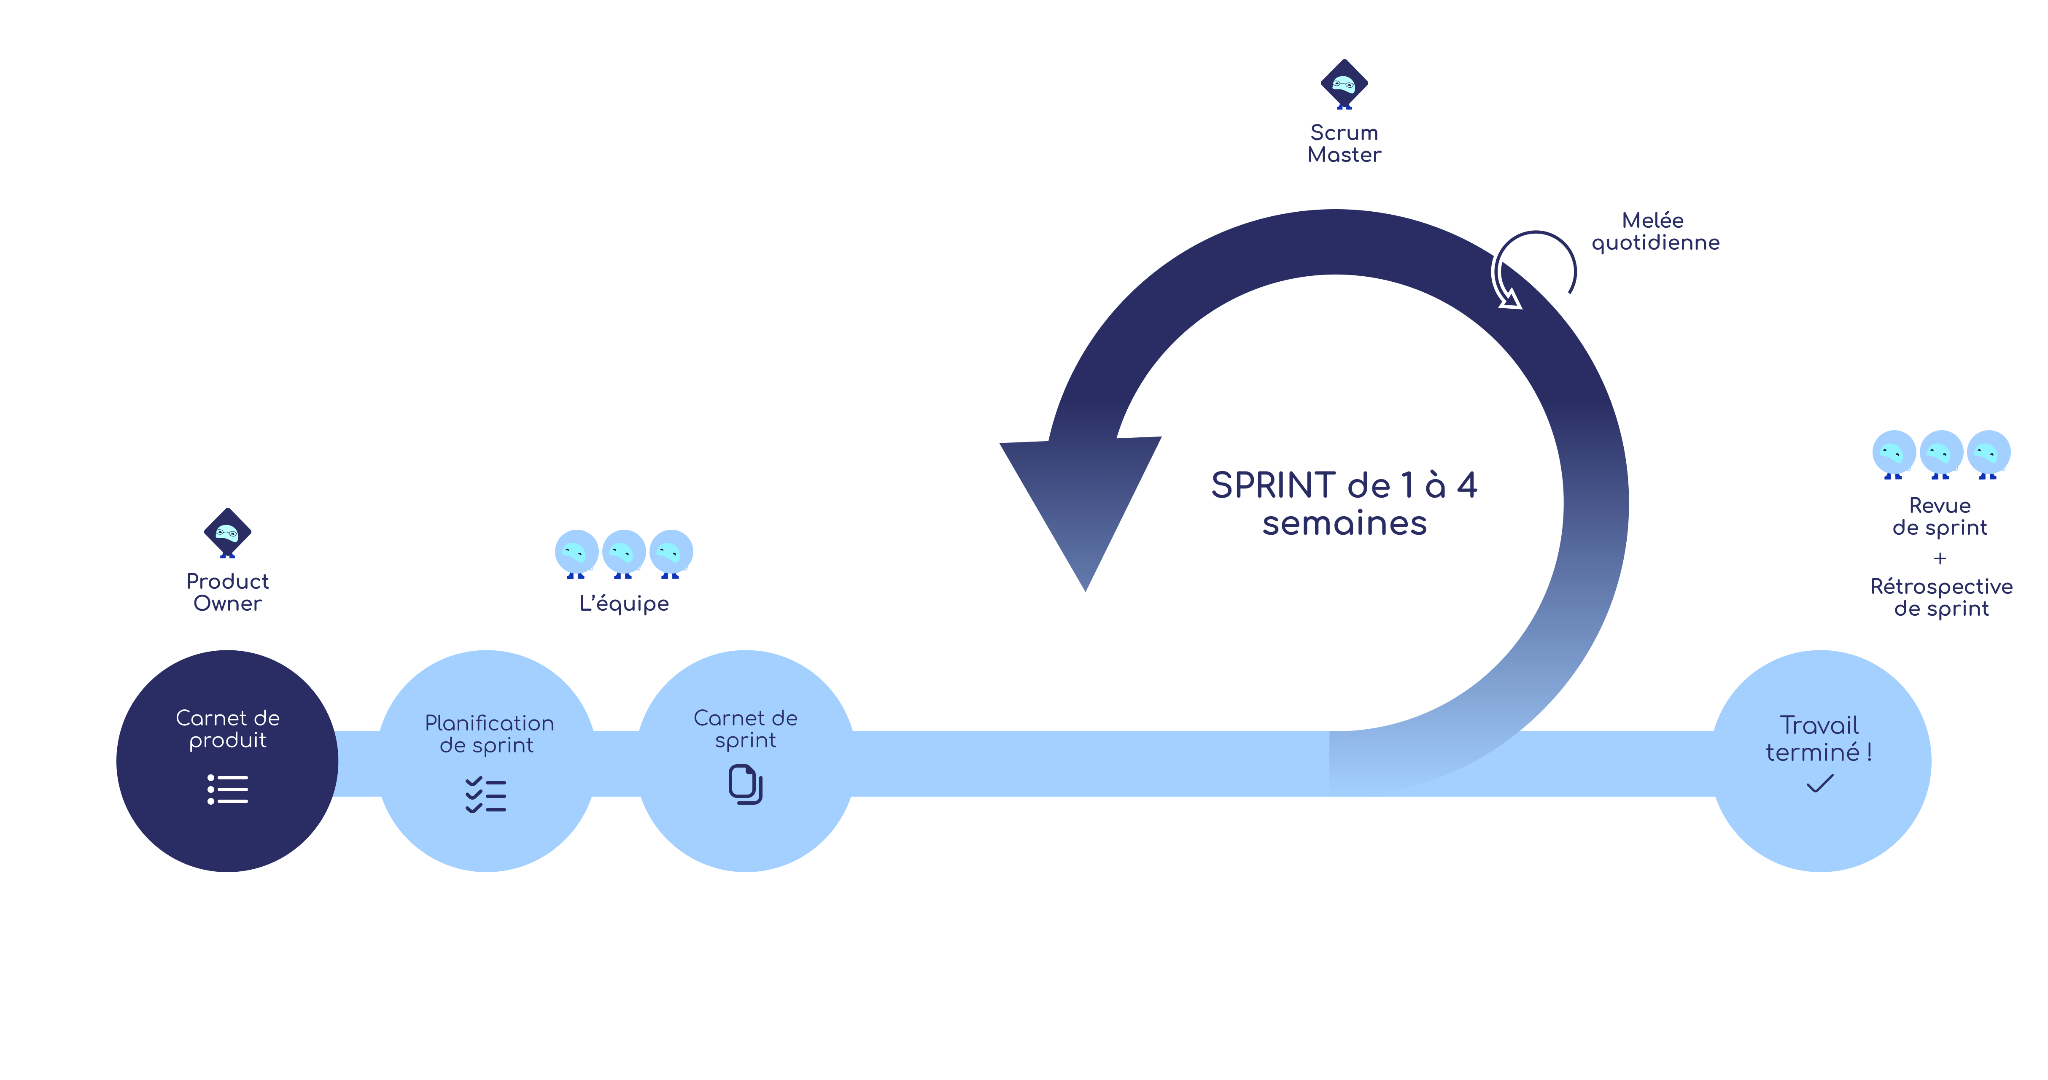 Scrum
Master
Melée
quotidienne
SPRINT de 1 à 4
semaines
Revue
de sprint
+
Rétrospective
de sprint
Product
Owner
L'équipe
Carnet de
produit
Planification
de sprint
Carnet de
sprint
Travail
terminé !